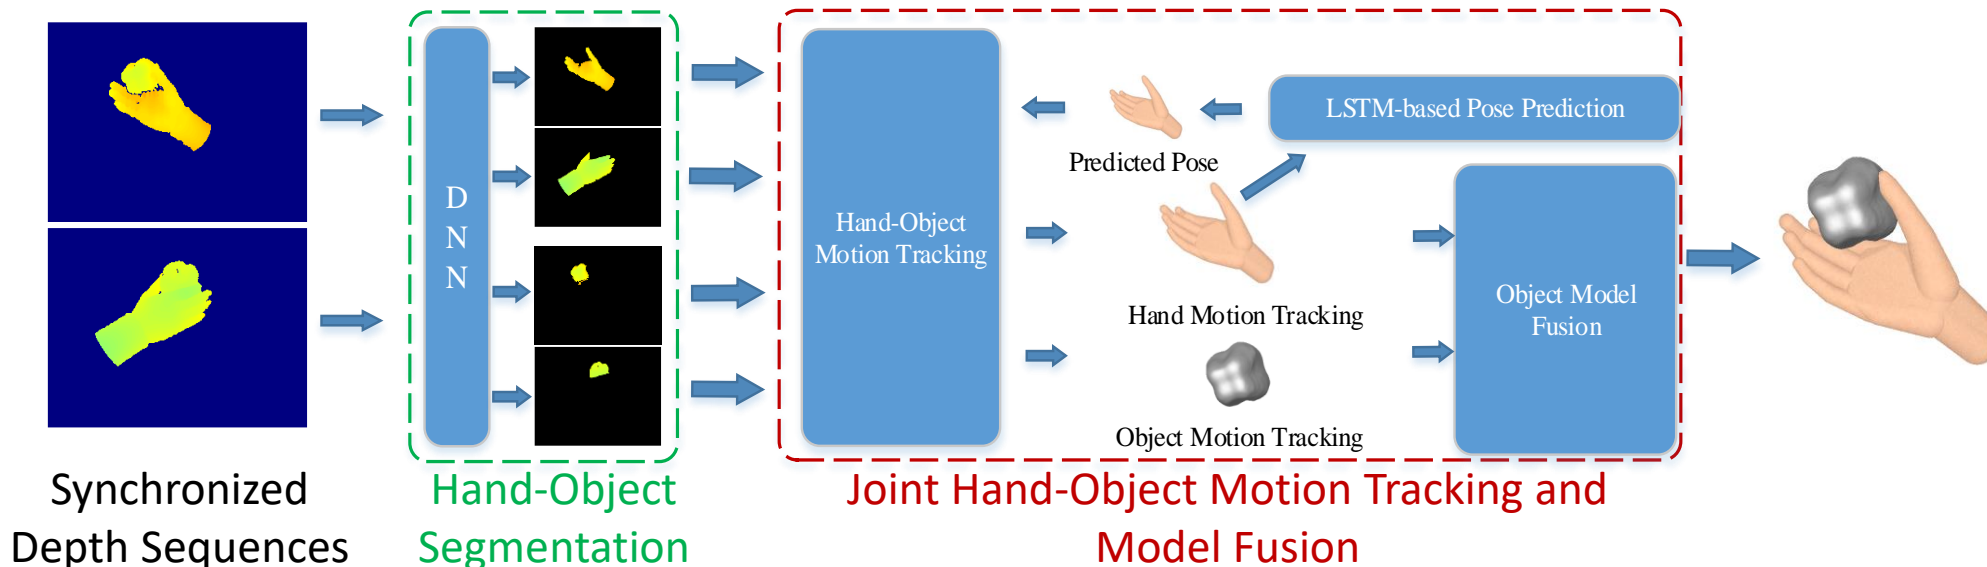 D
N
N
Hand-Object
Motion Tracking
LSTM-based Pose Prediction
Predicted Pose
Hand Motion Tracking
Object Motion Tracking
Object Model
Fusion
Synchronized
Depth Sequences
Hand-Object
Segmentation
Joint Hand-Object Motion Tracking and
Model Fusion